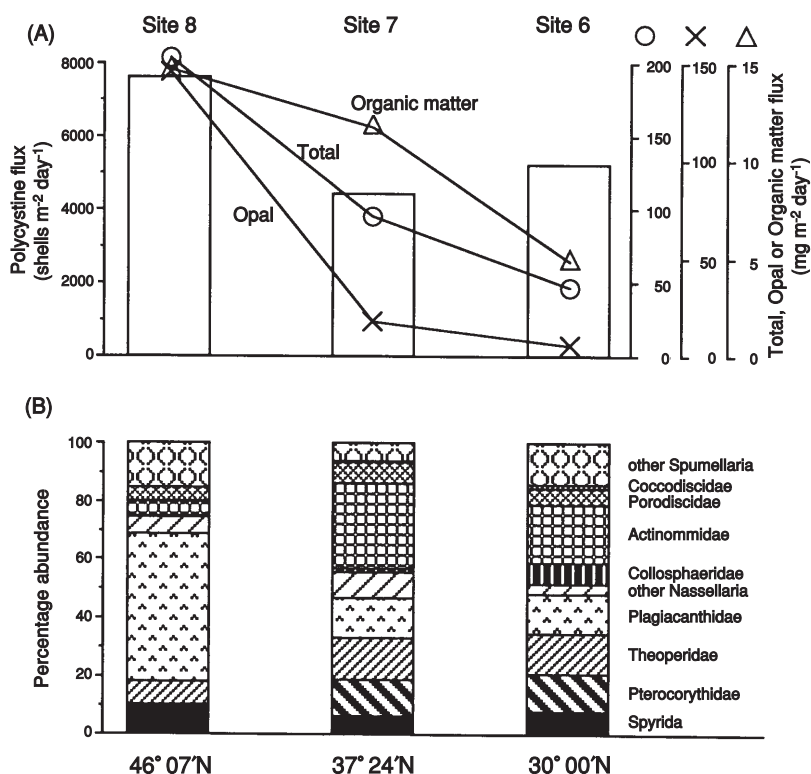 (A)
Site 8 Site 7 Site 6
Polycystine flux
(shells m-2 day-1)
8000
6000
4000
2000
0
Organic matter
Total
Opal
200 150 15
150
100 10
100
50 5
50
0 0 0
Total, Opal or Organic matter flux
(mg m-2 day-1)
(B)
Percentage abundance
100
80
60
40
20
0
other Spumellaria
Coccodiscidae
Porodiscidae
Actinommidae
Collosphaeridae
other Nassellaria
Plagiacanthidae
Theoperidae
Pterocorythidae
Spyrida
46° 07'N 37° 24'N 30° 00'N